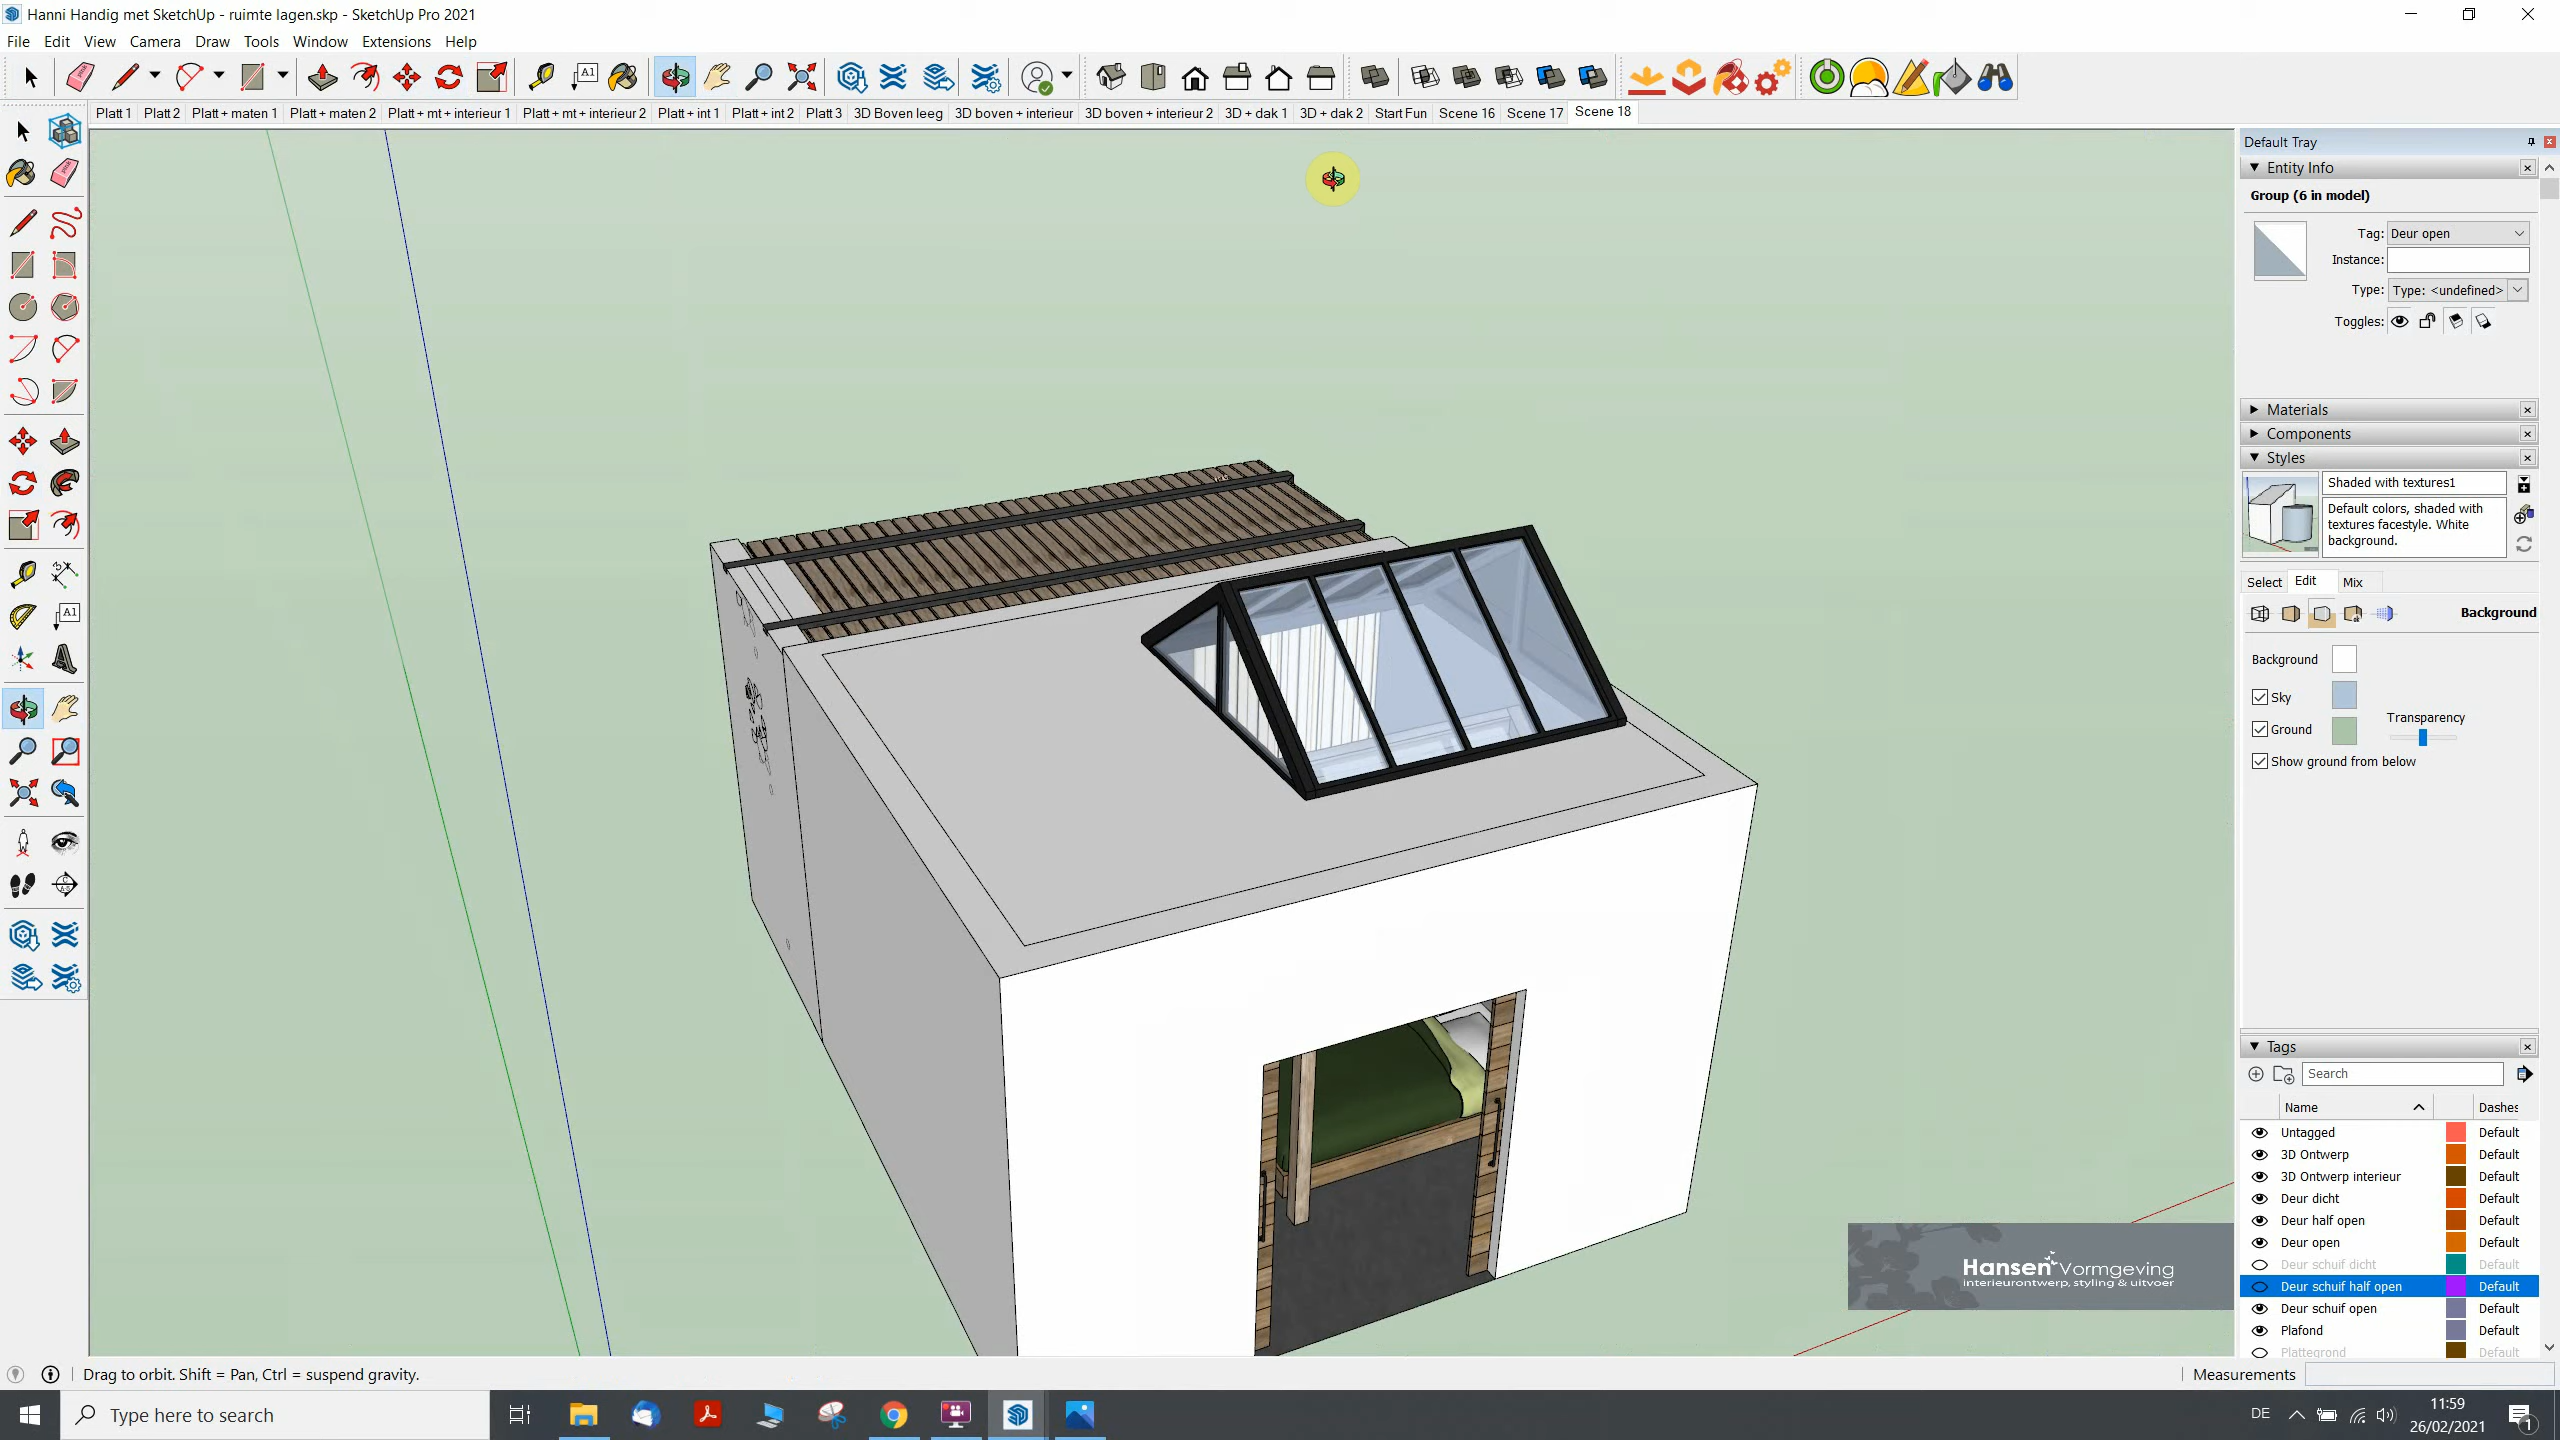 Hanni Handig met SketchUp - ruimte lagen.skp - SketchUp Pro 2021
File Edit View Camera Draw Tools Window Extensions Help
A1
Platt 1 Platt 2 Platt + maten 1 Platt + maten 2 Platt + mt + interieur 1 Platt + mt + interieur 2 Platt + int 1 Platt + int 2 Platt 3 3D Boven leeg 3D boven + interieur 3D boven + interieur 2 3D + dak 1 3D + dak 2 Start Fun Scene 16 Scene 17 Scene 18
Default Tray
Entity Info
Group (6 in model)
Tag: Deur open
Instance:
Type: Type: <undefined>
Toggles:
Materials
Components
Styles
Shaded with textures1
Default colors, shaded with
textures facestyle. White
background.
Select Edit Mix
Background
Background
Sky
Transparency
Ground
Show ground from below
A1
Tags
Search
Name Dashes
Untagged Default
3D Ontwerp Default
3D Ontwerp interieur Default
Deur dicht Default
Deur half open Default
Deur open Default
Deur schuif dicht Default
Deur schuif half open Default
Deur schuif open Default
Plafond Default
Plattegrond Default
Hansen Vormgeving
interieurontwerp, styling & uitvoer
Drag to orbit. Shift = Pan, Ctrl = suspend gravity.
Measurements
Type here to search
DE
11:59
26/02/2021
1